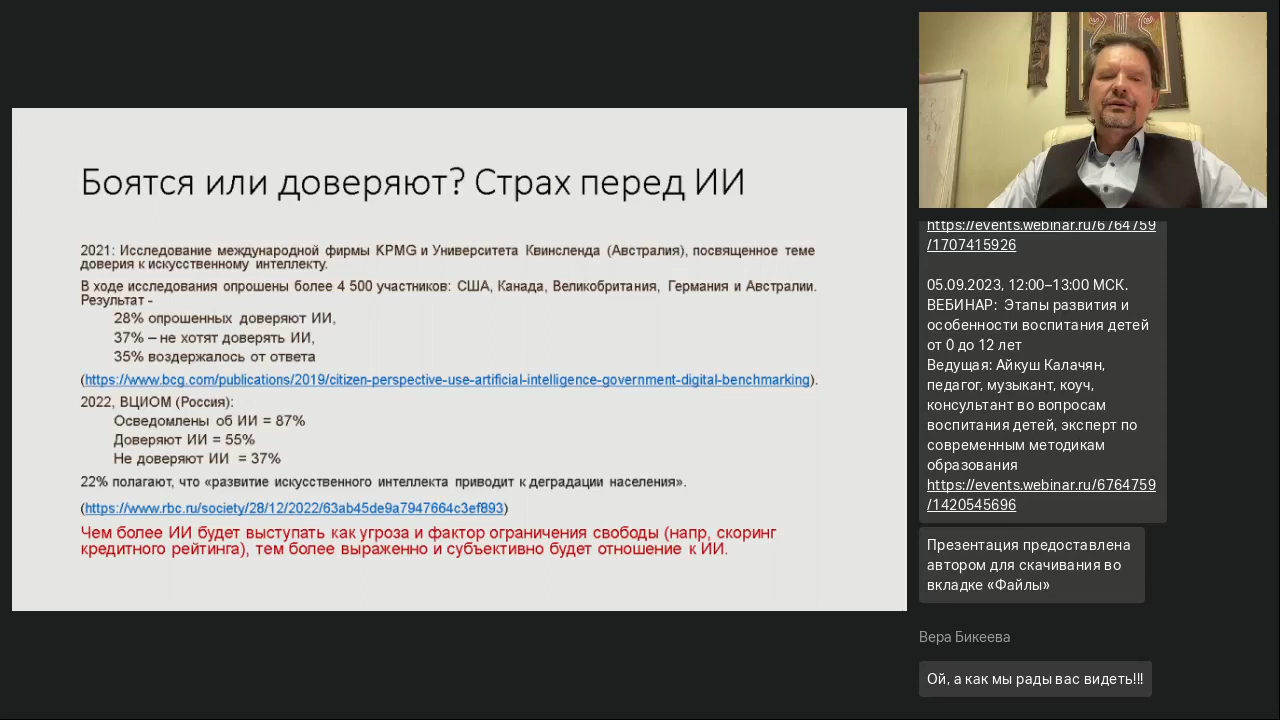 Боятся или доверяют? Страх перед ИИ
2021: Исследование международной фирмы KPMG и Университета Квинсленда (Австралия), посвященное теме
доверия к искусственному интеллекту.
В ходе исследования опрошены более 4 500 участников: США, Канада, Великобритания, Германия и Австралии.
Результат -
28% опрошенных доверяют ИИ,
37% – не хотят доверять ИИ,
35% воздержалось от ответа
(https://www.bcg.com/publications/2019/citizen-perspective-use-artificial-intelligence-government-digital-benchmarking).
2022, ВЦИОМ (Россия):
Осведомлены об ИИ = 87%
Доверяют ИИ = 55%
Не доверяют ИИ = 37%
22% полагают, что «развитие искусственного интеллекта приводит к деградации населения».
(https://www.rbc.ru/society/28/12/2022/63ab45de9a7947664c3ef893)
Чем более ИИ будет выступать как угроза и фактор ограничения свободы (напр, скоринг
кредитного рейтинга), тем более выраженно и субъективно будет отношение к ИИ.
https://events.webinar.ru/6764759
/1707415926
05.09.2023, 12:00–13:00 МСК.
ВЕБИНАР: Этапы развития и
особенности воспитания детей
от 0 до 12 лет
Ведущая: Айкуш Калачян,
педагог, музыкант, коуч,
консультант во вопросам
воспитания детей, эксперт по
современным методикам
образования
https://events.webinar.ru/6764759
/1420545696
Презентация предоставлена
автором для скачивания во
вкладке «Файлы»
Вера Бикеева
Ой, а как мы рады вас видеть!!!